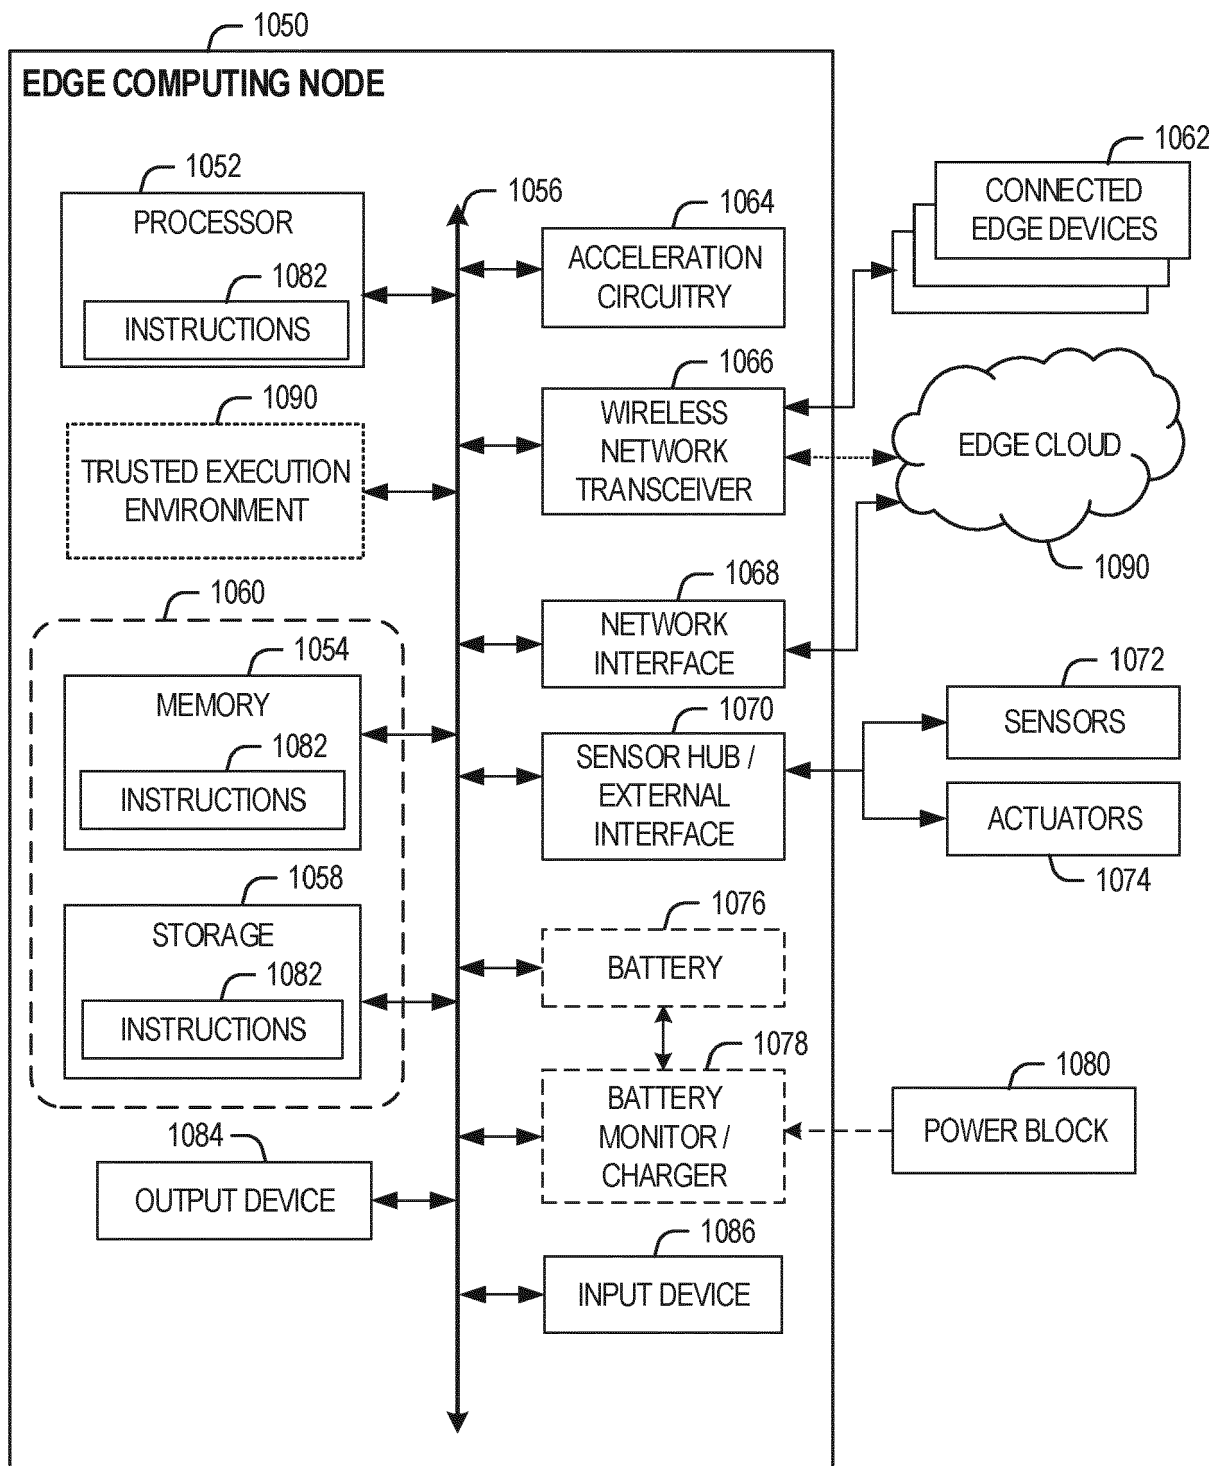 1050
EDGE COMPUTING NODE
1052
PROCESSOR
1082
INSTRUCTIONS
1090
TRUSTED EXECUTION
ENVIRONMENT
1060
1054
MEMORY
1082
INSTRUCTIONS
1058
STORAGE
1082
INSTRUCTIONS
1084
OUTPUT DEVICE
1056
1064
ACCELERATION
CIRCUITRY
1066
WIRELESS
NETWORK
TRANSCEIVER
1068
NETWORK
INTERFACE
1070
SENSOR HUB /
EXTERNAL
INTERFACE
1076
BATTERY
1078
BATTERY
MONITOR /
CHARGER
1086
INPUT DEVICE
1062
CONNECTED
EDGE DEVICES
EDGE CLOUD
1090
1072
SENSORS
ACTUATORS
1074
1080
POWER BLOCK